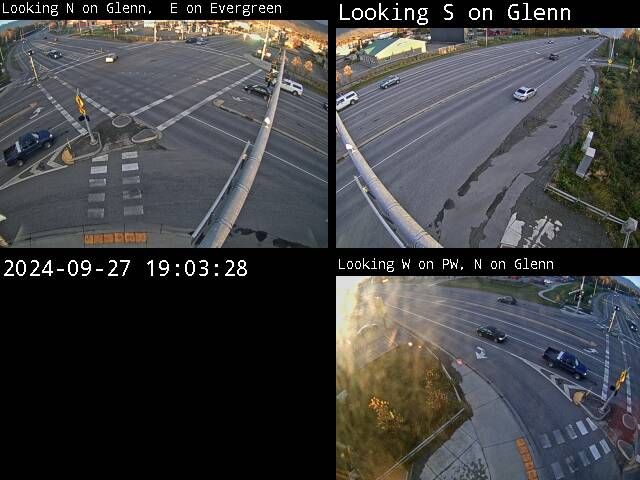 Looking N on Glenn,  E on Evergreen
Looking S on Glenn
2024-09-27 19:03:28
Looking W on PW, N on Glenn